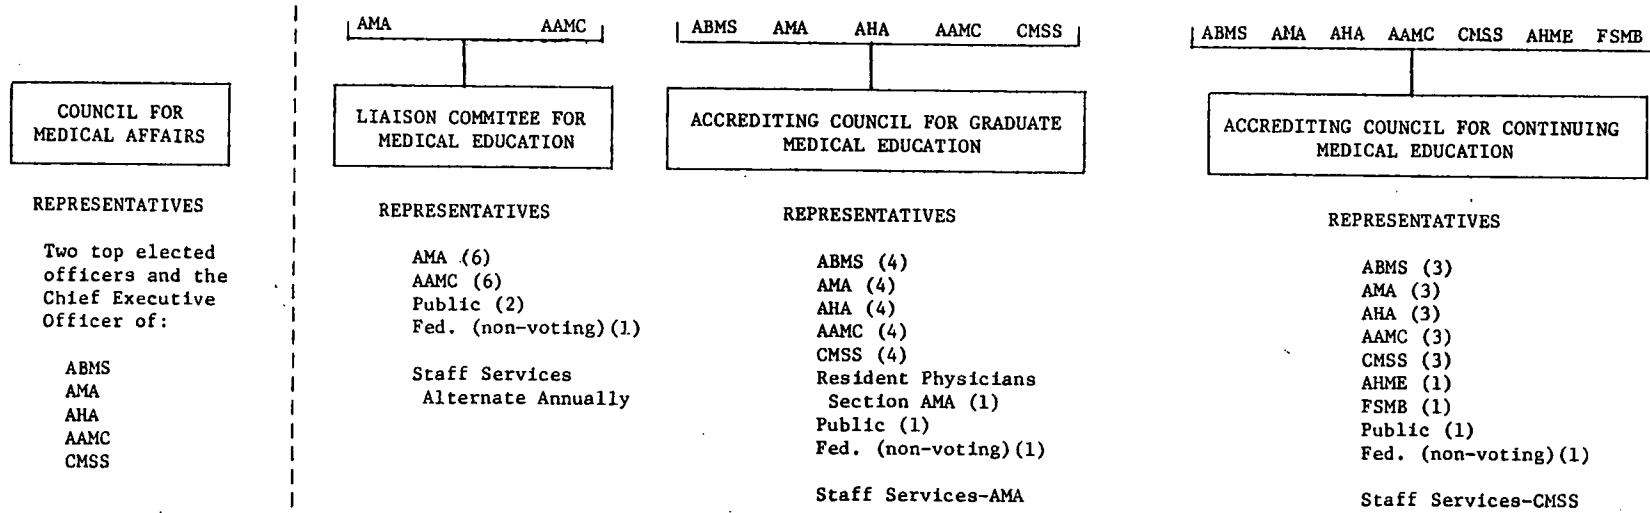 COUNCIL FOR
MEDICAL AFFAIRS
REPRESENTATIVES
Two top elected
officers and the
Chief Executive
Officer of:
ABMS
AMA
AHA
AAMC
CMSS
AMA AAMC
LIAISON COMMITEE FOR
MEDICAL EDUCATION
REPRESENTATIVES
AMA (6)
AAMC (6)
Public (2)
Fed. (non-voting)(1)
Staff Services
Alternate Annually
ABMS AMA AHA AAMC CMSS
ACCREDITING COUNCIL FOR GRADUATE
MEDICAL EDUCATION
REPRESENTATIVES
ABMS (4)
AMA (4)
AHA (4)
AAMC (4)
CMSS (4)
Resident Physicians
Section AMA (1)
Public (1)
Fed. (non-voting)(1)
Staff Services-AMA
ABMS AMA AHA AAMC CMSS AHME FSMB
ACCREDITING COUNCIL FOR CONTINUING
MEDICAL EDUCATION
REPRESENTATIVES
ABMS (3)
AMA (3)
AHA (3)
AAMC (3)
CMSS (3)
AHME (1)
FSMB (1)
Public (1)
Fed. (non-voting)(1)
Staff Services-CMSS